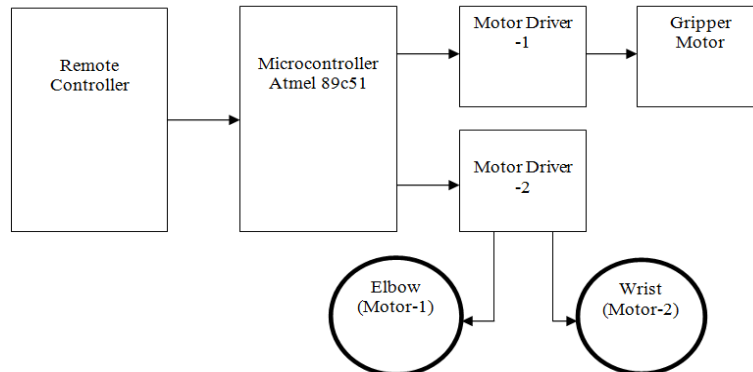 Remote
Controller
Microcontroller
Atmel 89c51
Motor Driver
-1
Gripper
Motor
Motor Driver
-2
Elbow
(Motor-1)
Wrist
(Motor-2)